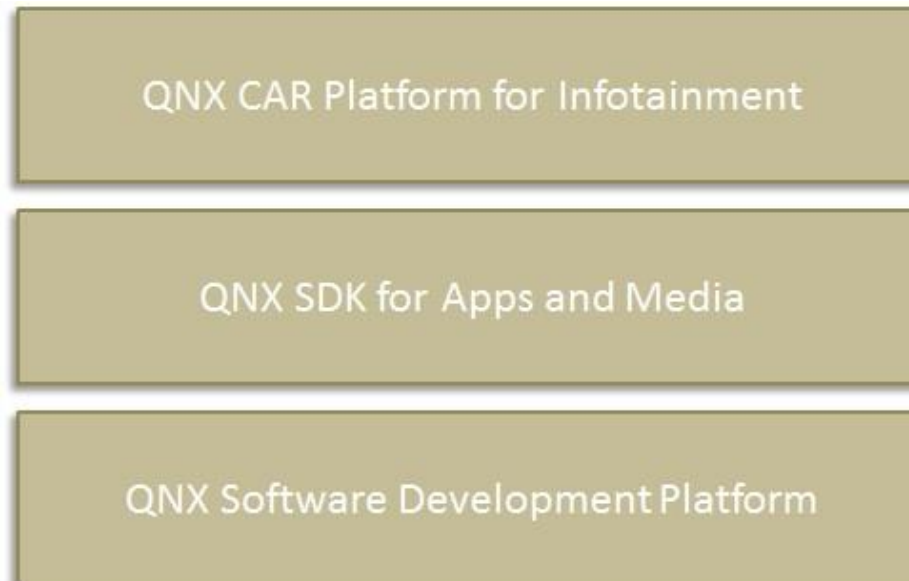 QNX CAR Platform for Infotainment
QNX SDK for Apps and Media
QNX Software Development Platform